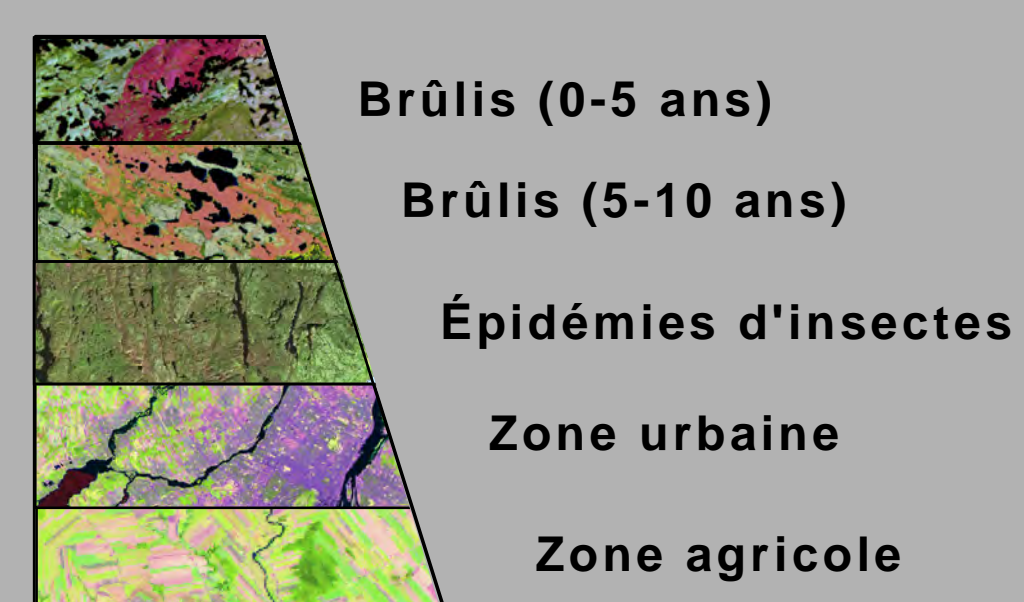 Brûlis (0-5 ans)
Brûlis (5-10 ans)
Épidémies d'insectes
Zone urbaine
Zone agricole